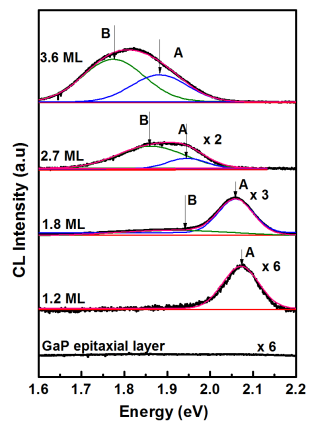 B
A
3.6 ML
B
A
x 2
2.7 ML
A
B
x 3
1.8 ML
A
x 6
1.2 ML
GaP epitaxial layer
x 6
1.6 1.7 1.8 1.9 2.0 2.1 2.2
Energy (eV)
CL Intensity (a.u)